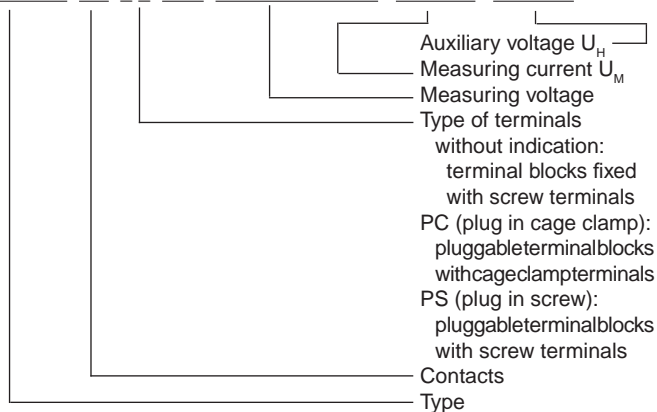 Auxiliary voltage U_H
Measuring current U_M
Measuring voltage
Type of terminals
without indication:
terminal blocks fixed
with screw terminals
PC (plug in cage clamp):
pluggableterminalblocks
withcageclampterminals
PS (plug in screw):
pluggableterminalblocks
with screw terminals
Contacts
Type